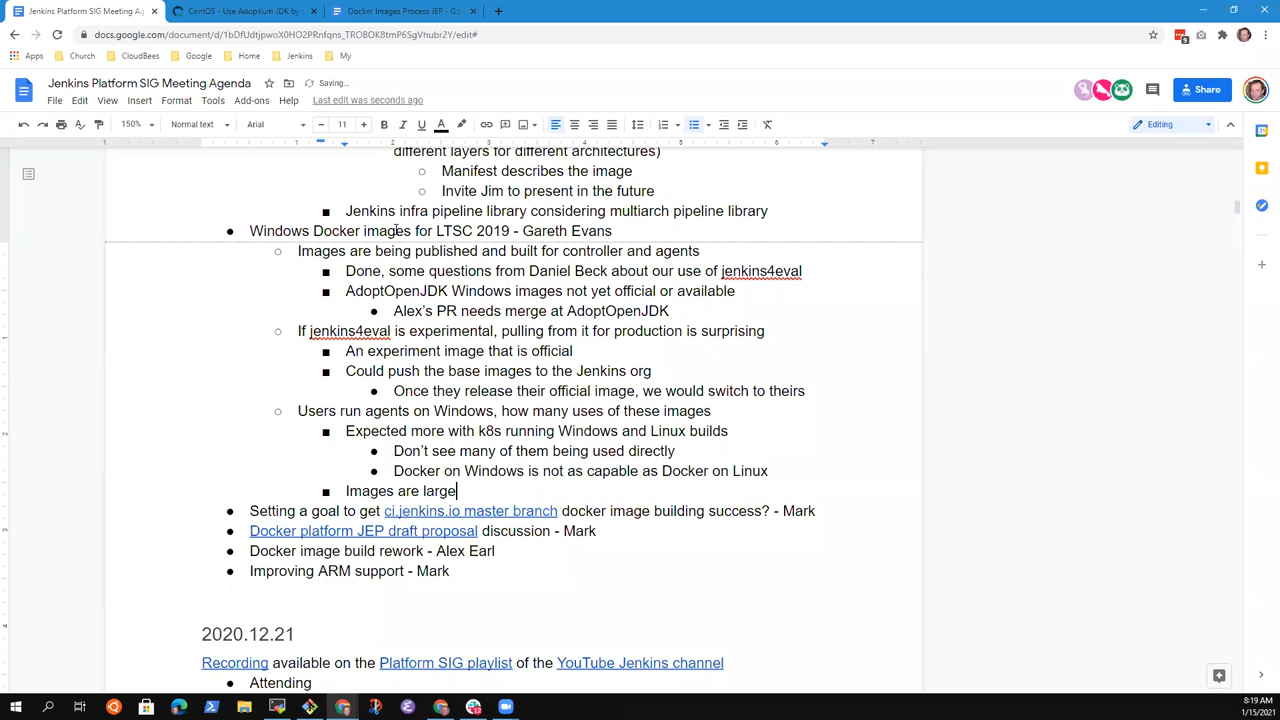 Jenkins Platform SIG Meeting Ag
CentOS - Use Adoptium JDK by
Docker Images Process JEP - Go
docs.google.com/document/d/1bDfUdtjpwoX0HO2PRnfqns_TROBOK8tmP6SgVhubr2Y/edit#
Apps
Church
CloudBees
Google
Home
Jenkins
My
Jenkins Platform SIG Meeting Agenda
Saving...
File
Edit
View
Insert
Format
Tools
Add-ons
Help
Last edit was seconds ago
Share
150%
Normal text
Arial
11
Editing
different layers for different architectures)
Manifest describes the image
Invite Jim to present in the future
Jenkins infra pipeline library considering multiarch pipeline library
Windows Docker images for LTSC 2019 - Gareth Evans
Images are being published and built for controller and agents
Done, some questions from Daniel Beck about our use of jenkins4eval
AdoptOpenJDK Windows images not yet official or available
Alex's PR needs merge at AdoptOpenJDK
If jenkins4eval is experimental, pulling from it for production is surprising
An experiment image that is official
Could push the base images to the Jenkins org
Once they release their official image, we would switch to theirs
Users run agents on Windows, how many uses of these images
Expected more with k8s running Windows and Linux builds
Don't see many of them being used directly
Docker on Windows is not as capable as Docker on Linux
Images are large
Setting a goal to get ci.jenkins.io master branch docker image building success? - Mark
Docker platform JEP draft proposal discussion - Mark
Docker image build rework - Alex Earl
Improving ARM support - Mark
2020.12.21
Recording available on the Platform SIG playlist of the YouTube Jenkins channel
Attending
8:19 AM
1/15/2021